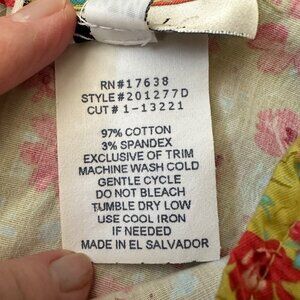 RN#17638
STYLE#201277D
CUT#1-13221
97% COTTON
3% SPANDEX
EXCLUSIVE OF TRIM
MACHINE WASH COLD
GENTLE CYCLE
DO NOT BLEACH
TUMBLE DRY LOW
USE COOL IRON
IF NEEDED
MADE IN EL SALVADOR